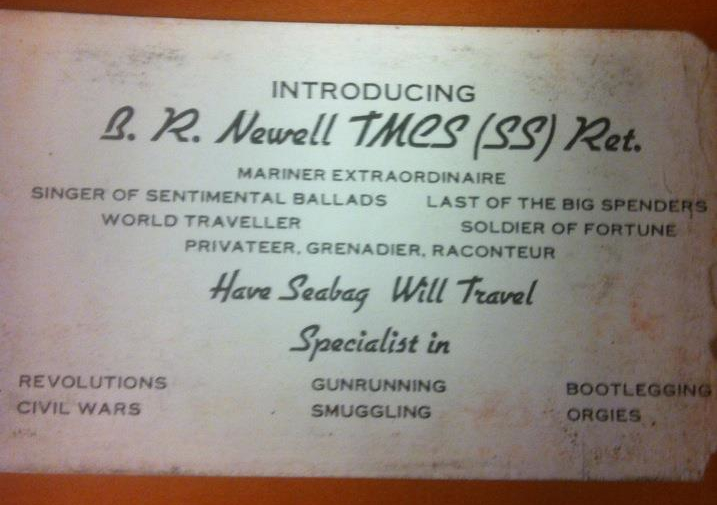 INTRODUCING
B. R. Newell TMCS (SS) Ret.
MARINER EXTRAORDINAIRE
SINGER OF SENTIMENTAL BALLADS LAST OF THE BIG SPENDERS
WORLD TRAVELLER SOLDIER OF FORTUNE
PRIVATEER, GRENADIER, RACONTEUR
Have Seabag Will Travel
Specialist in
REVOLUTIONS GUNRUNNING BOOTLEGGING
CIVIL WARS SMUGGLING ORGIES